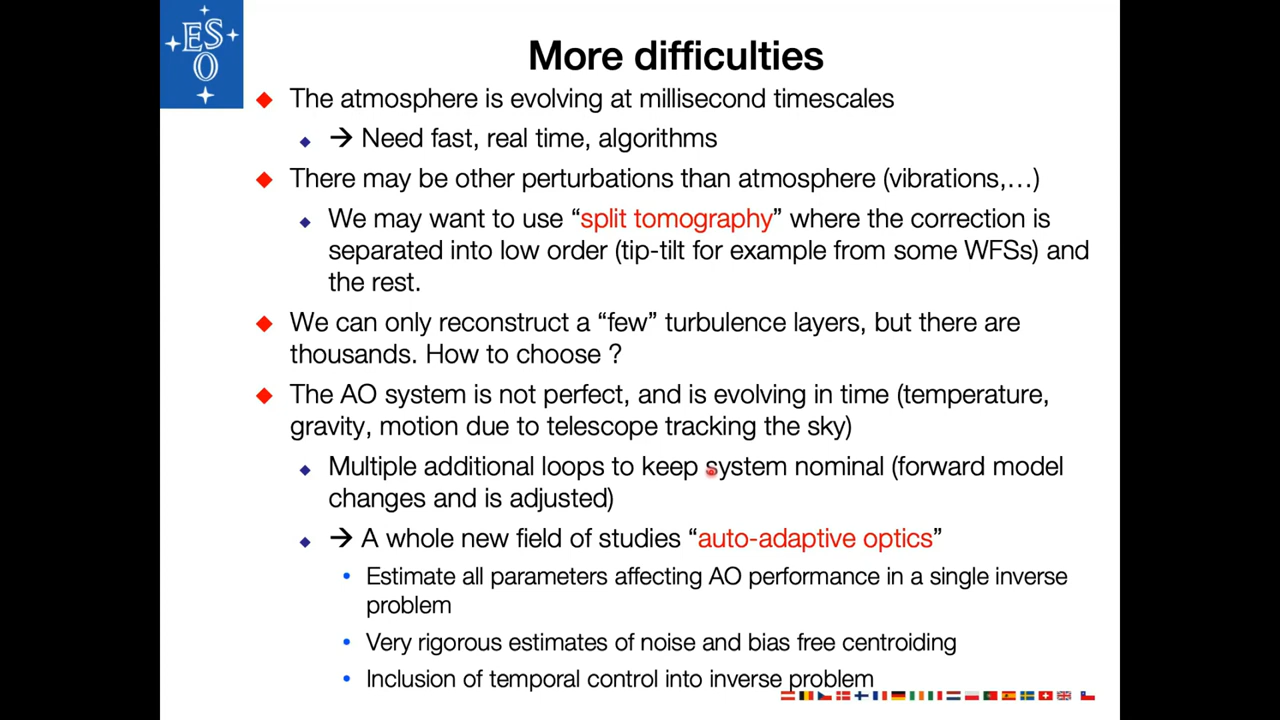 ES
O
More difficulties
The atmosphere is evolving at millisecond timescales
→ Need fast, real time, algorithms
There may be other perturbations than atmosphere (vibrations,…)
We may want to use “split tomography” where the correction is
separated into low order (tip-tilt for example from some WFSs) and
the rest.
We can only reconstruct a “few” turbulence layers, but there are
thousands. How to choose ?
The AO system is not perfect, and is evolving in time (temperature,
gravity, motion due to telescope tracking the sky)
Multiple additional loops to keep system nominal (forward model
changes and is adjusted)
→ A whole new field of studies “auto-adaptive optics”
Estimate all parameters affecting AO performance in a single inverse
problem
Very rigorous estimates of noise and bias free centroiding
Inclusion of temporal control into inverse problem